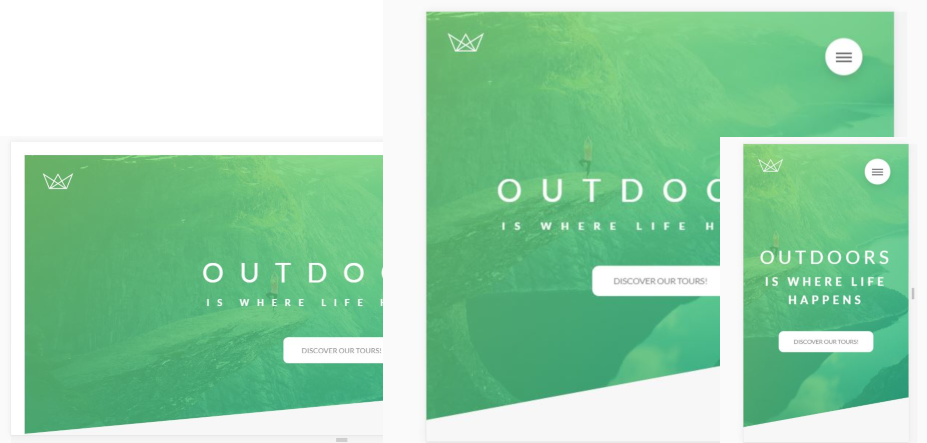 OUTDOO
IS WHERE LIFE H
DISCOVER OUR TOURS!
OUTDOO
IS WHERE LIFE H
DISCOVER OUR TOURS!
OUTDOORS
IS WHERE LIFE
HAPPENS
DISCOVER OUR TOURS!